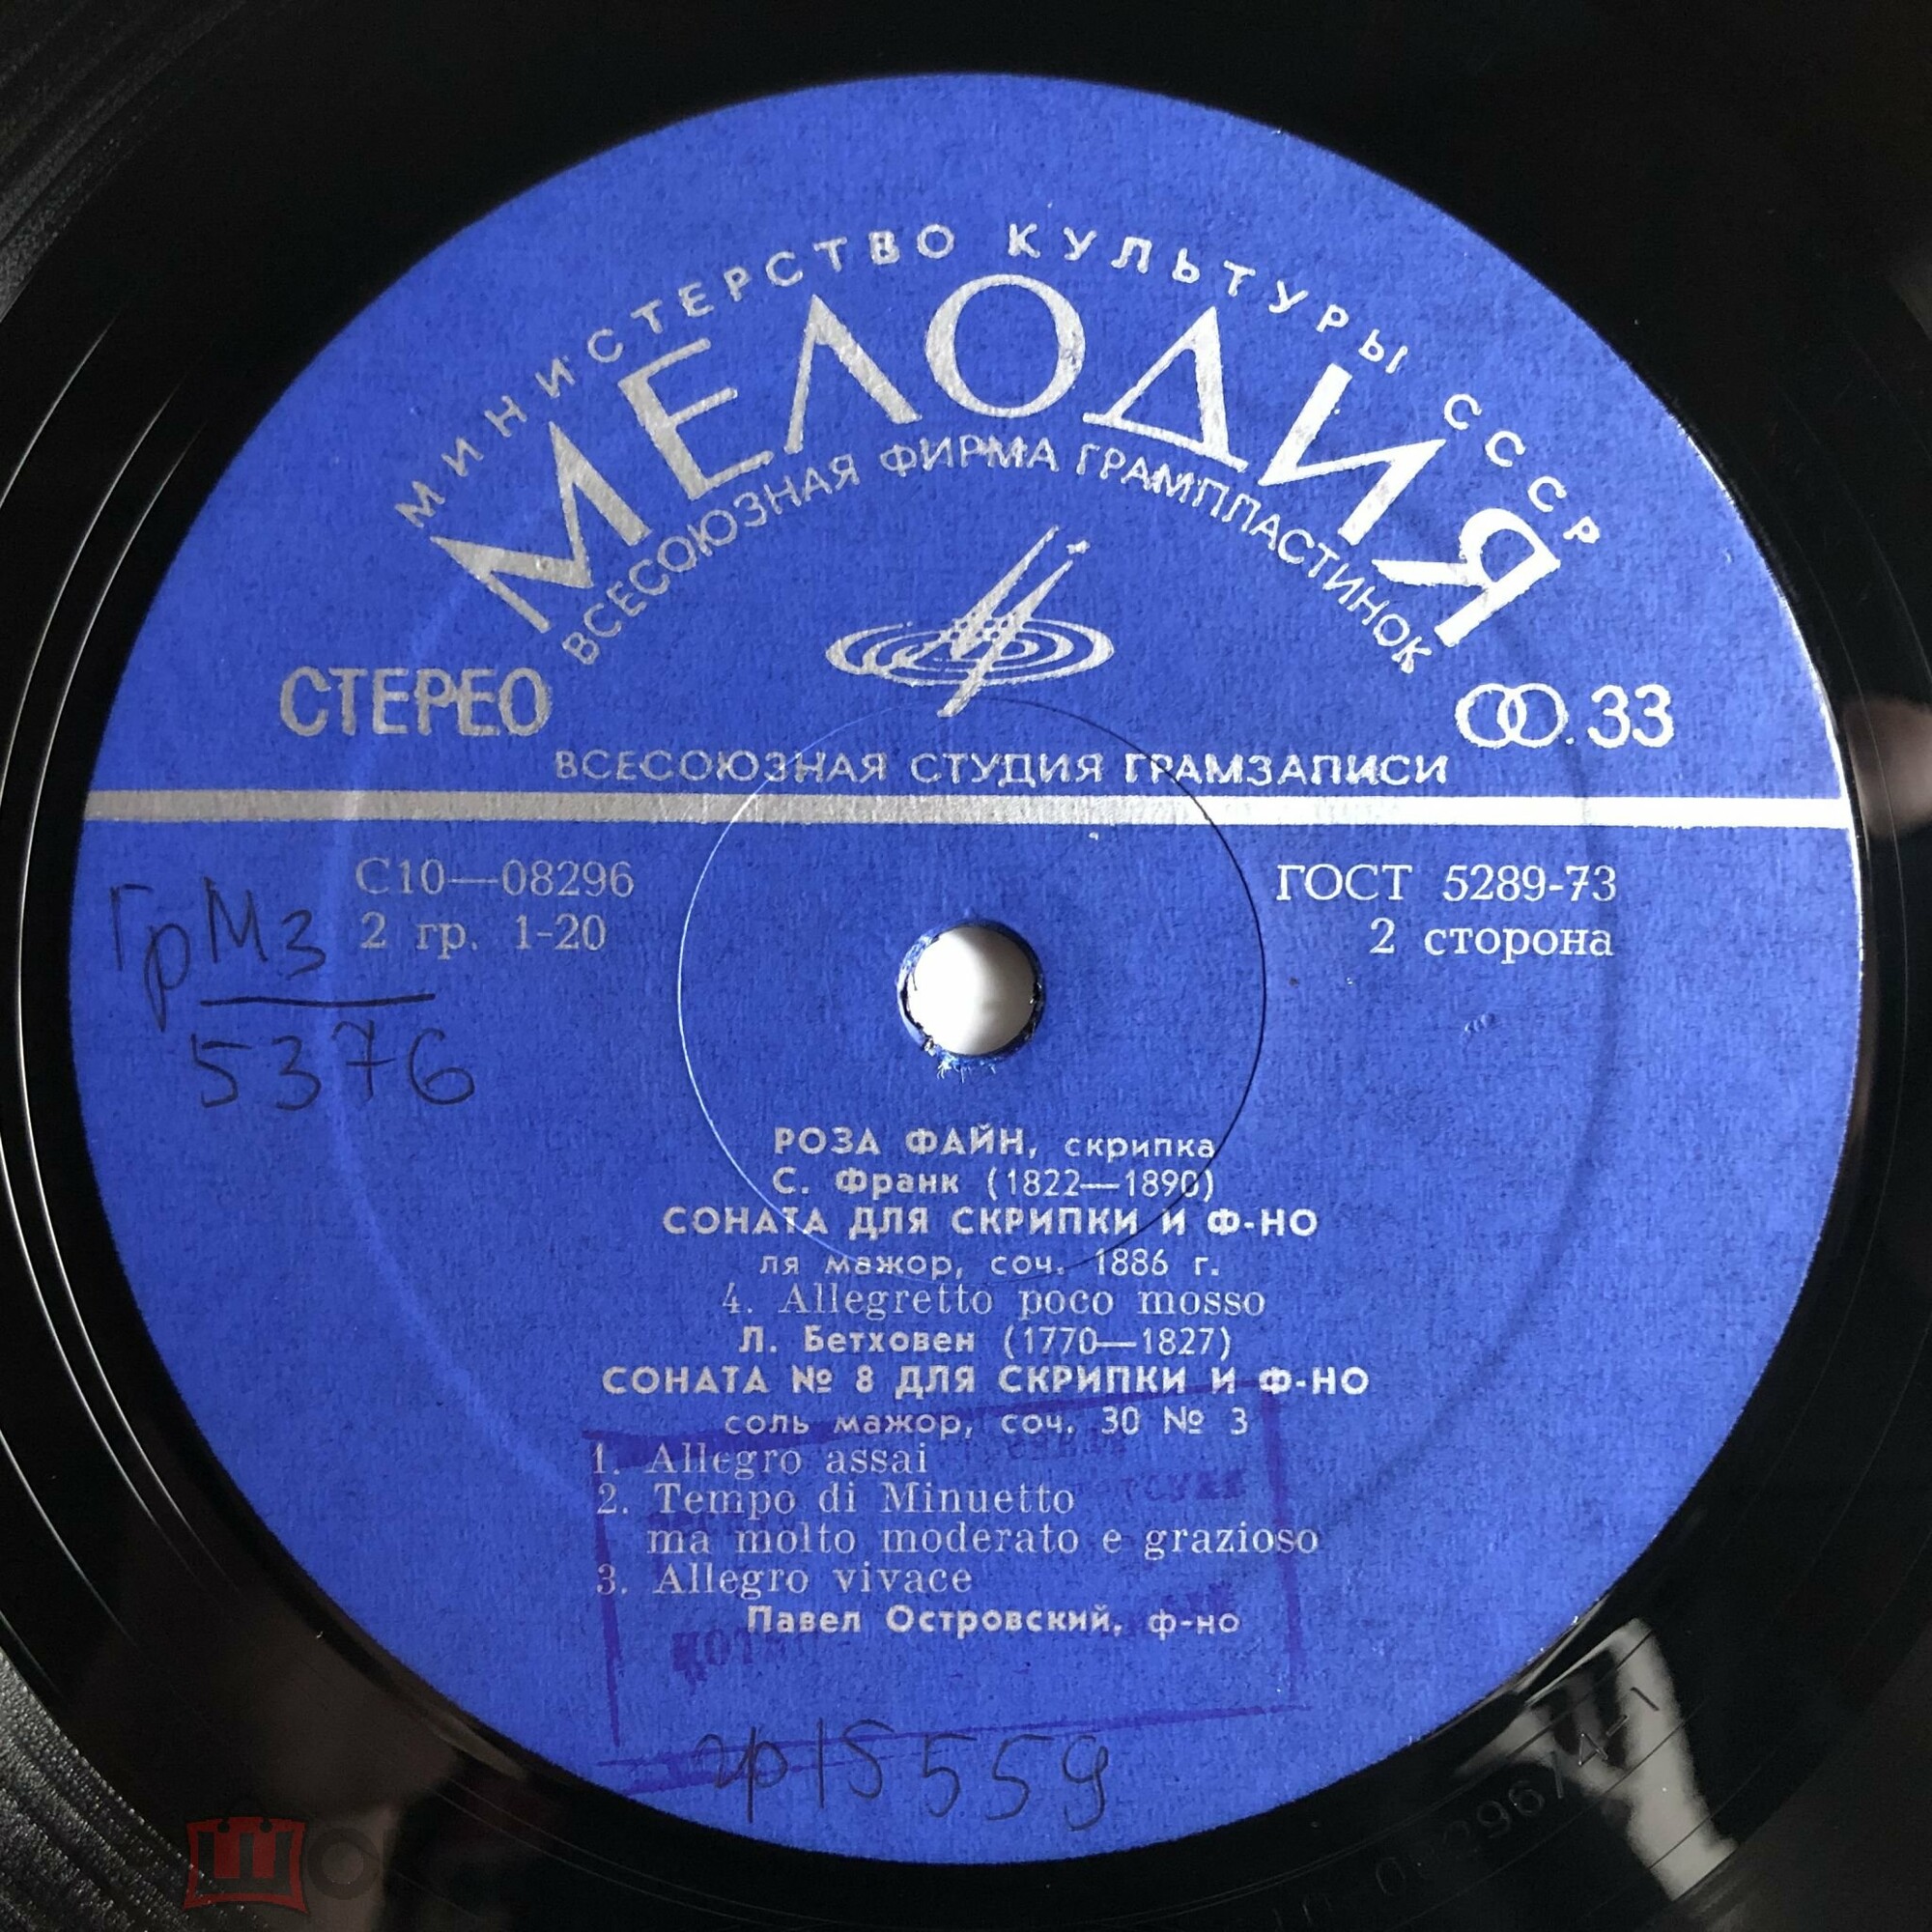 МИНИСТЕРСТВО КУЛЬТУРЫ СССР
МЕЛОДИЯ
ВСЕСОЮЗНАЯ ФИРМА ГРАМПЛАСТИНОК
СТЕРЕО
33
ВСЕСОЮЗНАЯ СТУДИЯ ГРАМЗАПИСИ
С10—08296
ГОСТ 5289-73
2 гр. 1-20
2 сторона
ГрМз
5376
РОЗА ФАЙН, скрипка
С. Франк (1822—1890)
СОНАТА ДЛЯ СКРИПКИ И Ф-НО
ля мажор, соч. 1886 г.
4. Allegretto poco mosso
Л. Бетховен (1770—1827)
СОНАТА № 8 ДЛЯ СКРИПКИ И Ф-НО
соль мажор, соч. 30 № 3
1. Allegro assai
2. Tempo di Minuetto
ma molto moderato e grazioso
3. Allegro vivace
Павел Островский, ф-но
15559